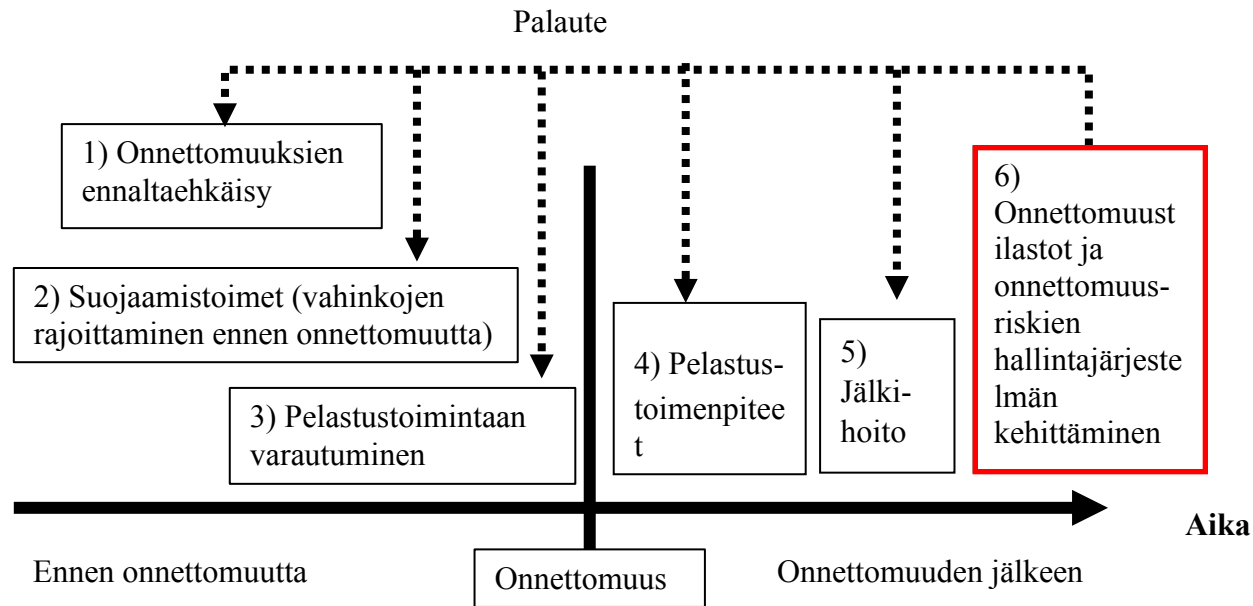 Palaute
1) Onnettomuuksien
ennaltaehkäisy
2) Suojaamistoimet (vahinkojen
rajoittaminen ennen onnettomuutta)
3) Pelastustoimintaan
varautuminen
4) Pelastus-
toimenpitee
t
5)
Jälki-
hoito
6)
Onnettomuust
ilastot ja
onnettomuus-
riskien
hallintajärjeste
lmän
kehittäminen
Aika
Ennen onnettomuutta
Onnettomuus
Onnettomuuden jälkeen